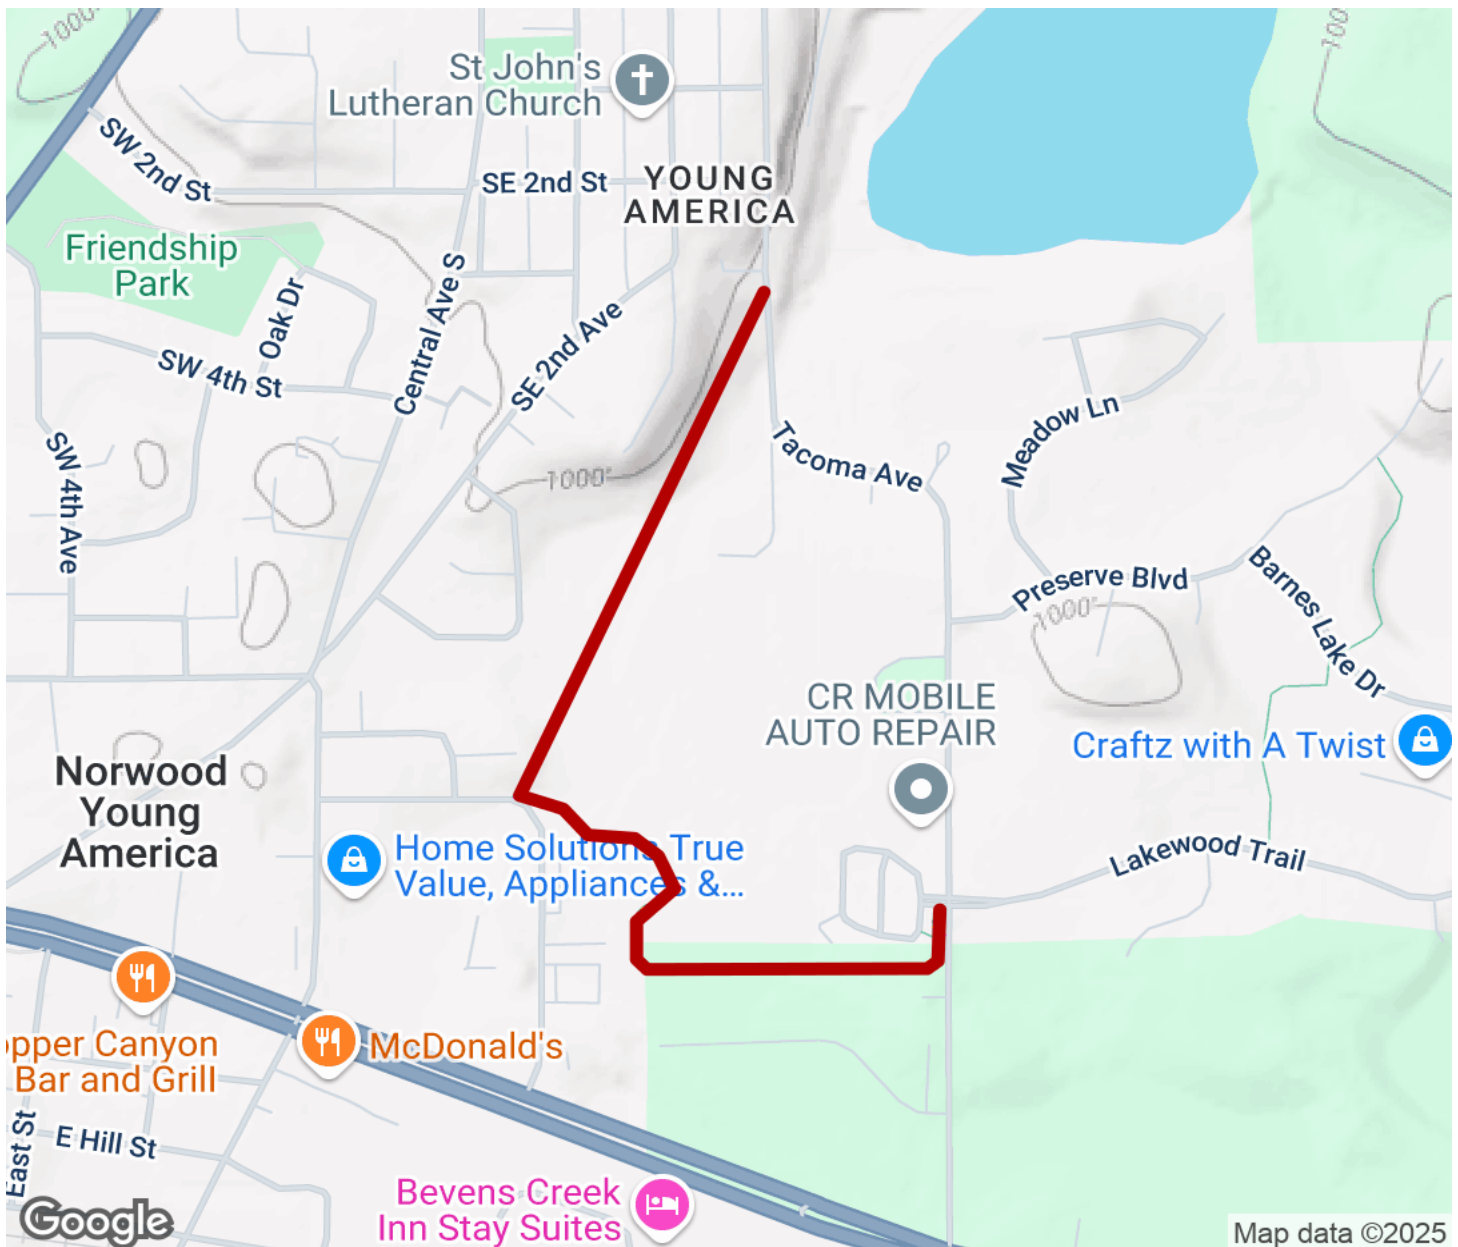 1000'
100
St John's
Lutheran Church
SW 2nd St
SE 2nd St
YOUNG
AMERICA
Friendship
Park
Oak Dr
Central Ave S
SE 2nd Ave
SW 4th St
SW 4th Ave
1000'
Tacoma Ave
Meadow Ln
Preserve Blvd
1000'
Barnes Lake Dr
CR MOBILE
AUTO REPAIR
Craftz with A Twist
Norwood
Young
America
Home Solutions True
Value, Appliances &...
Lakewood Trail
opper Canyon
Bar and Grill
McDonald's
East St
E Hill St
Bevens Creek
Inn Stay Suites
Google
Map data ©2025